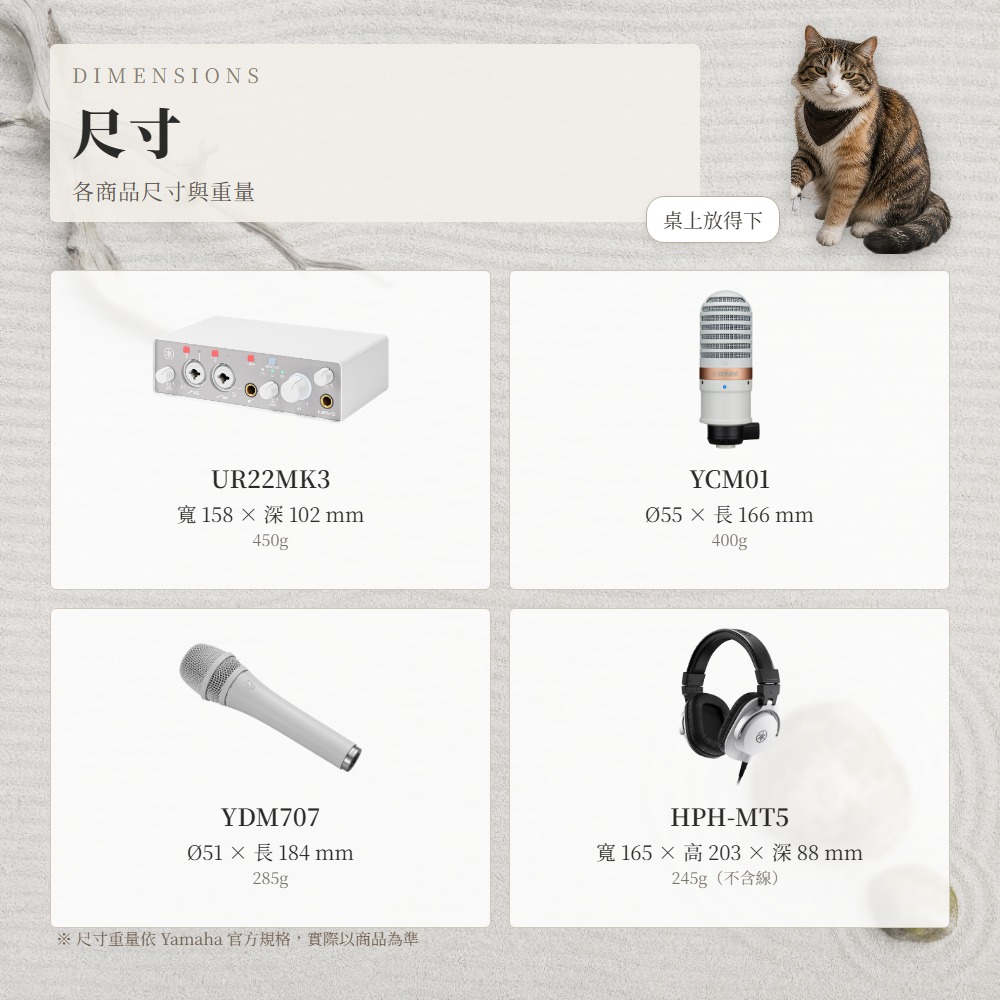 DIMENSIONS
尺寸
各商品尺寸與重量
桌上放得下
UR22MK3
寬 158 × 深 102 mm
450g
YCM01
Ø55 × 長 166 mm
400g
YDM707
Ø51 × 長 184 mm
285g
HPH-MT5
寬 165 × 高 203 × 深 88 mm
245g（不含線）
※ 尺寸重量依 Yamaha 官方規格，實際以商品為準